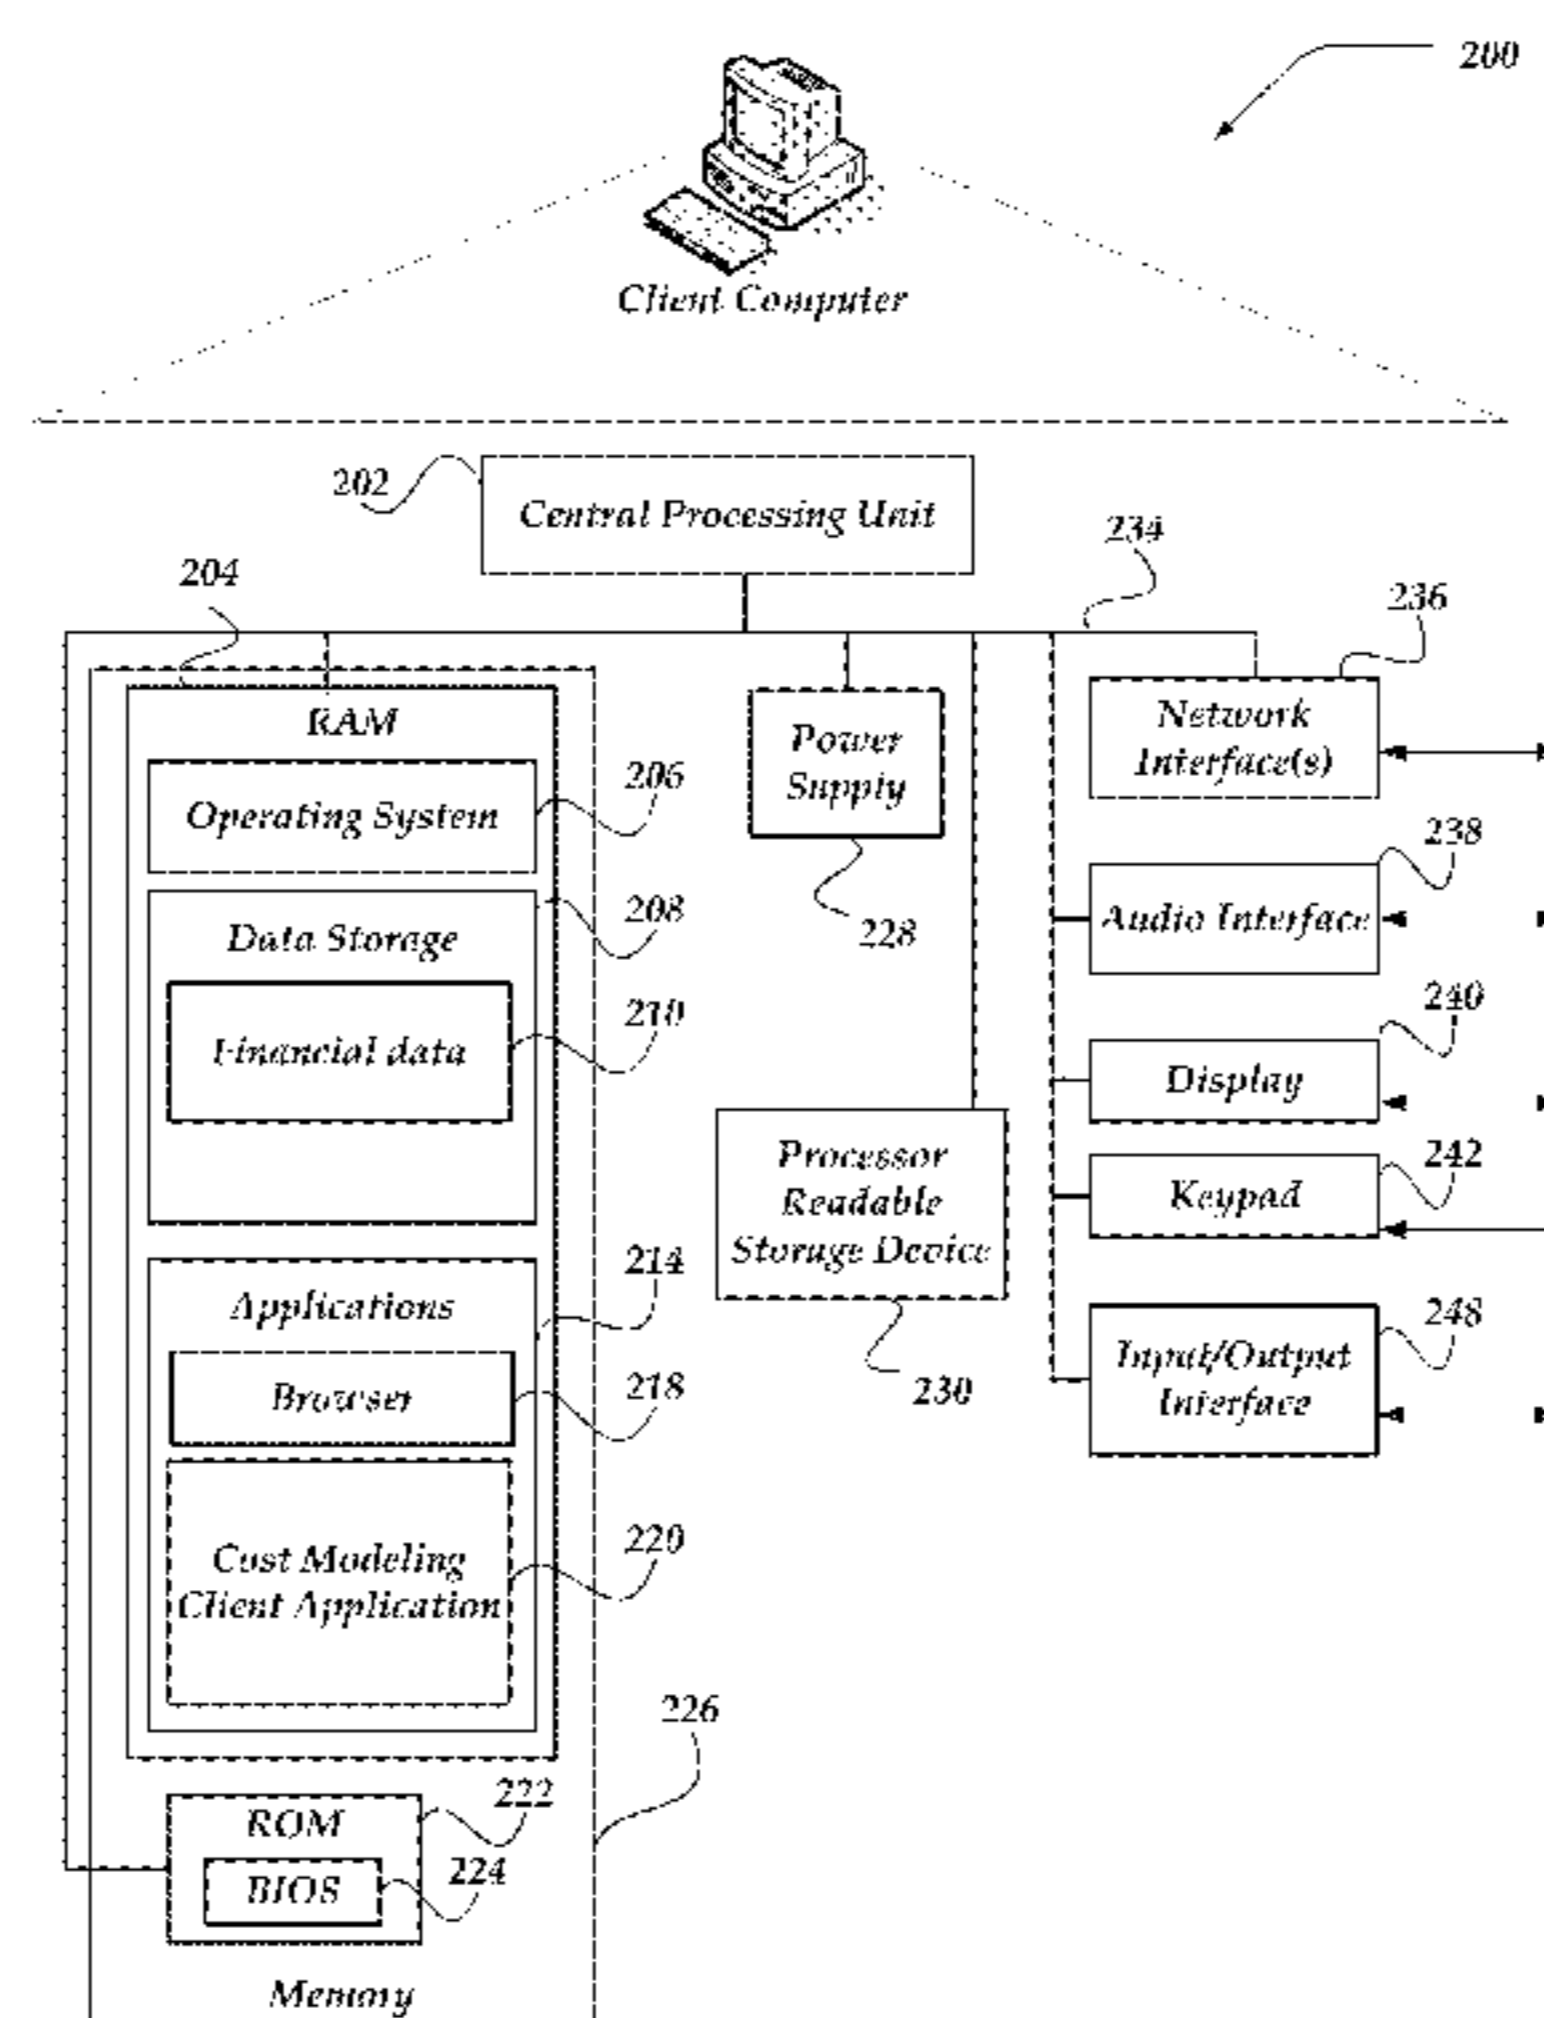 200
Client Computer
202
Central Processing Unit
234
204
236
RAM
Network
Interface(s)
Power
Supply
206
Operating System
238
Audio Interface
208
228
Data Storage
240
210
Financial data
Display
242
Processor
Readable
Storage Device
Keypad
214
Applications
248
Input/Output
Interface
230
218
Browser
220
Cost Modeling
Client Application
226
222
ROM
224
BIOS
Memory